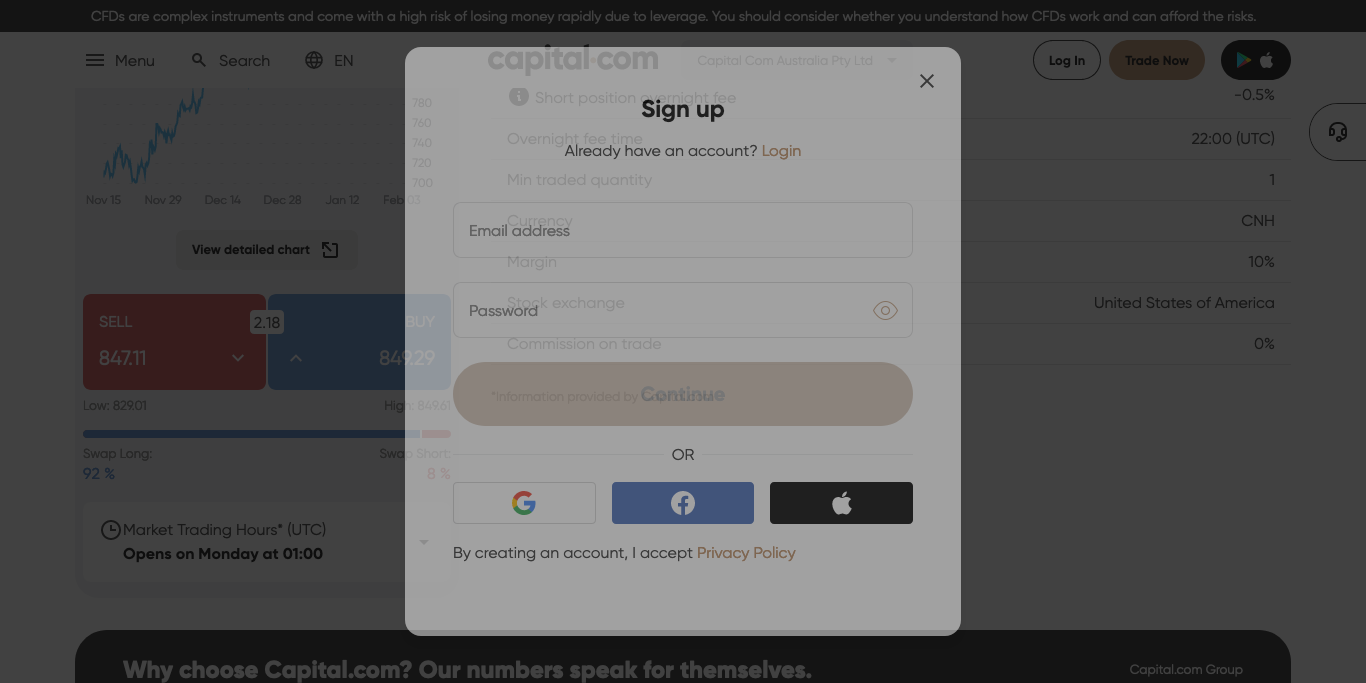 CFDs are complex instruments and come with a high risk of losing money rapidly due to leverage. You should consider whether you understand how CFDs work and can afford the risks.
Menu
Search
EN
capital.com
Capital Com Australia Pty Ltd
Log In
Trade Now
780
760
740
720
700
Nov 15 Nov 29 Dec 14 Dec 28 Jan 12 Feb 03
View detailed chart
SELL
847.11
2.18
BUY
849.29
Low: 829.01
High: 849.61
Swap Long:
92 %
Swap Short:
8 %
Market Trading Hours* (UTC)
Opens on Monday at 01:00
Short position overnight fee -0.5%
Overnight fee time 22:00 (UTC)
Min traded quantity 1
Currency CNH
Margin 10%
Stock exchange United States of America
Commission on trade 0%
*Information provided by
Sign up
Already have an account? Login
Email address
Password
Continue
OR
By creating an account, I accept Privacy Policy
Why choose Capital.com? Our numbers speak for themselves.
Capital.com Group